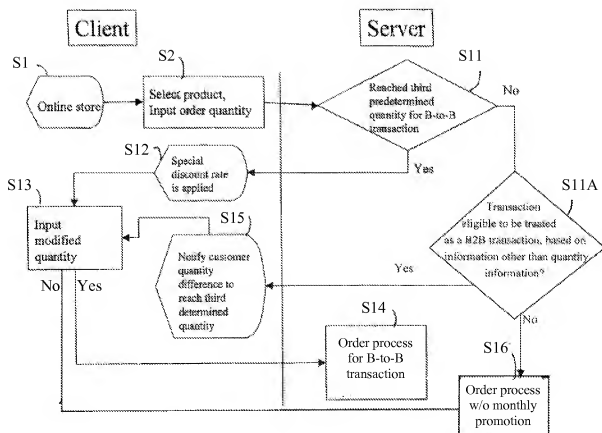 Client
Server
S1
Online store
S2
Select product,
Input order quantity
S11
Reached third
predetermined
quantity for B-to-B
transaction
No
Yes
S12
Special
discount rate
is applied
S13
Input
modified
quantity
No
Yes
S15
Notify customer
quantity
difference to
reach third
determined
quantity
S11A
Transaction
eligible to be treated
as a B2B transaction, based on
information other than quantity
information?
Yes
No
S14
Order process
for B-to-B
transaction
S16
Order process
w/o monthly
promotion